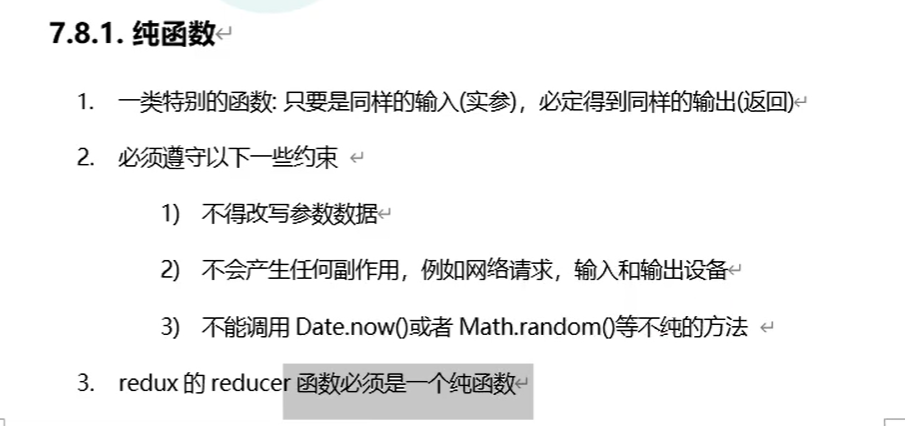 7.8.1. 纯函数
1. 一类特别的函数: 只要是同样的输入(实参)，必定得到同样的输出(返回)
2. 必须遵守以下一些约束
1) 不得改写参数数据
2) 不会产生任何副作用，例如网络请求，输入和输出设备
3) 不能调用 Date.now()或者 Math.random()等不纯的方法
3. redux 的 reducer 函数必须是一个纯函数